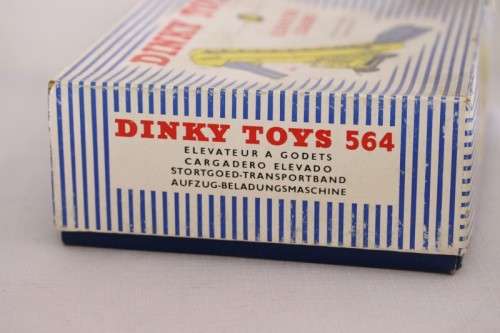 DINKY TOYS
DINKY TOYS 564
ELEVATEUR A GODETS
CARGADERO ELEVADO
STORTGOED-TRANSPORTBAND
AUFZUG-BELADUNGSMASCHINE